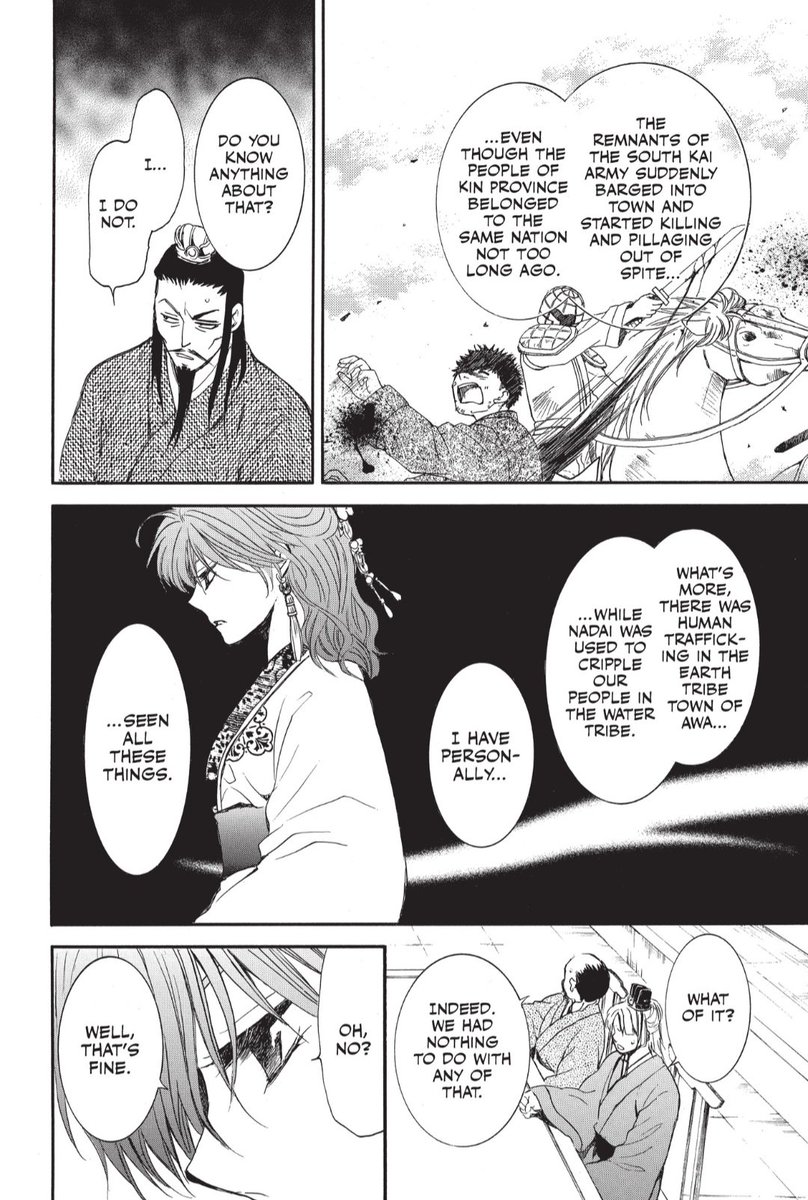 THE
REMNANTS OF
THE SOUTH KAI
ARMY SUDDENLY
BARGED INTO
TOWN AND
STARTED KILLING
AND PILLAGING
OUT OF
SPITE...
...EVEN
THOUGH THE
PEOPLE OF
KIN PROVINCE
BELONGED
TO THE
SAME NATION
NOT TOO
LONG AGO.
DO YOU
KNOW
ANYTHING
ABOUT
THAT?
I...
I DO
NOT.
WHAT'S
MORE,
THERE WAS
HUMAN
TRAFFICK-
ING IN THE
EARTH
TRIBE
TOWN OF
AWA...
...WHILE
NADAI WAS
USED TO
CRIPPLE
OUR
PEOPLE IN
THE WATER
TRIBE.
I HAVE
PERSON-
ALLY...
...SEEN
ALL
THESE
THINGS.
WHAT
OF IT?
INDEED.
WE HAD
NOTHING
TO DO WITH
ANY OF
THAT.
OH,
NO?
WELL,
THAT'S
FINE.